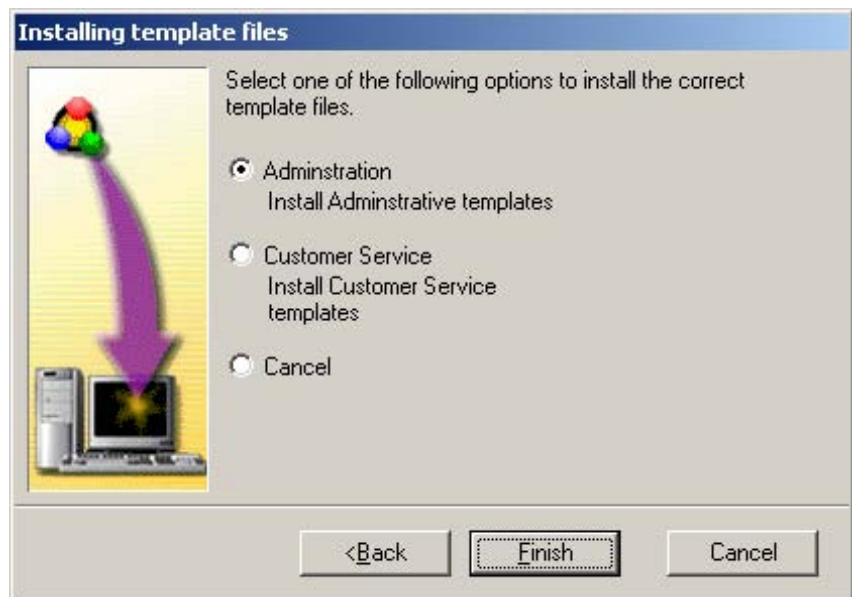 Installing template files
Select one of the following options to install the correct
template files.
Adminstration
Install Adminstrative templates
Customer Service
Install Customer Service
templates
Cancel
<Back
Finish
Cancel